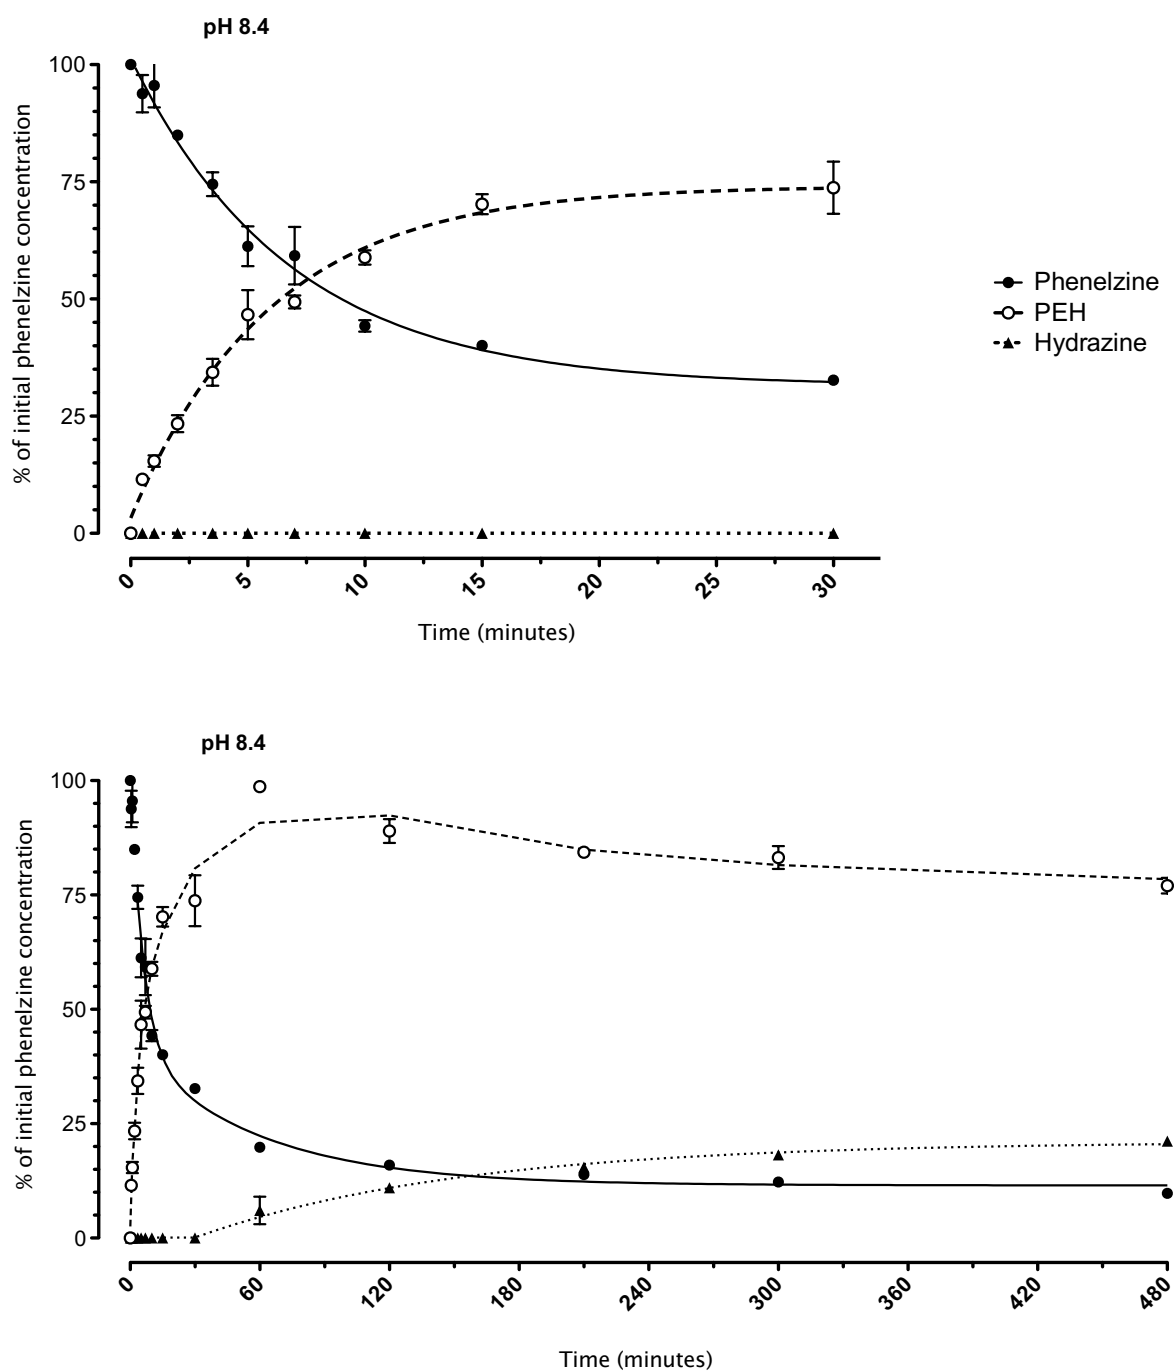 pH 8.4
% of initial phenelzine concentration
100
75
50
25
0
0 5 10 15 20 25 30
Time (minutes)
Phenelzine
PEH
Hydrazine
pH 8.4
% of initial phenelzine concentration
100
75
50
25
0
0 60 120 180 240 300 360 420 480
Time (minutes)